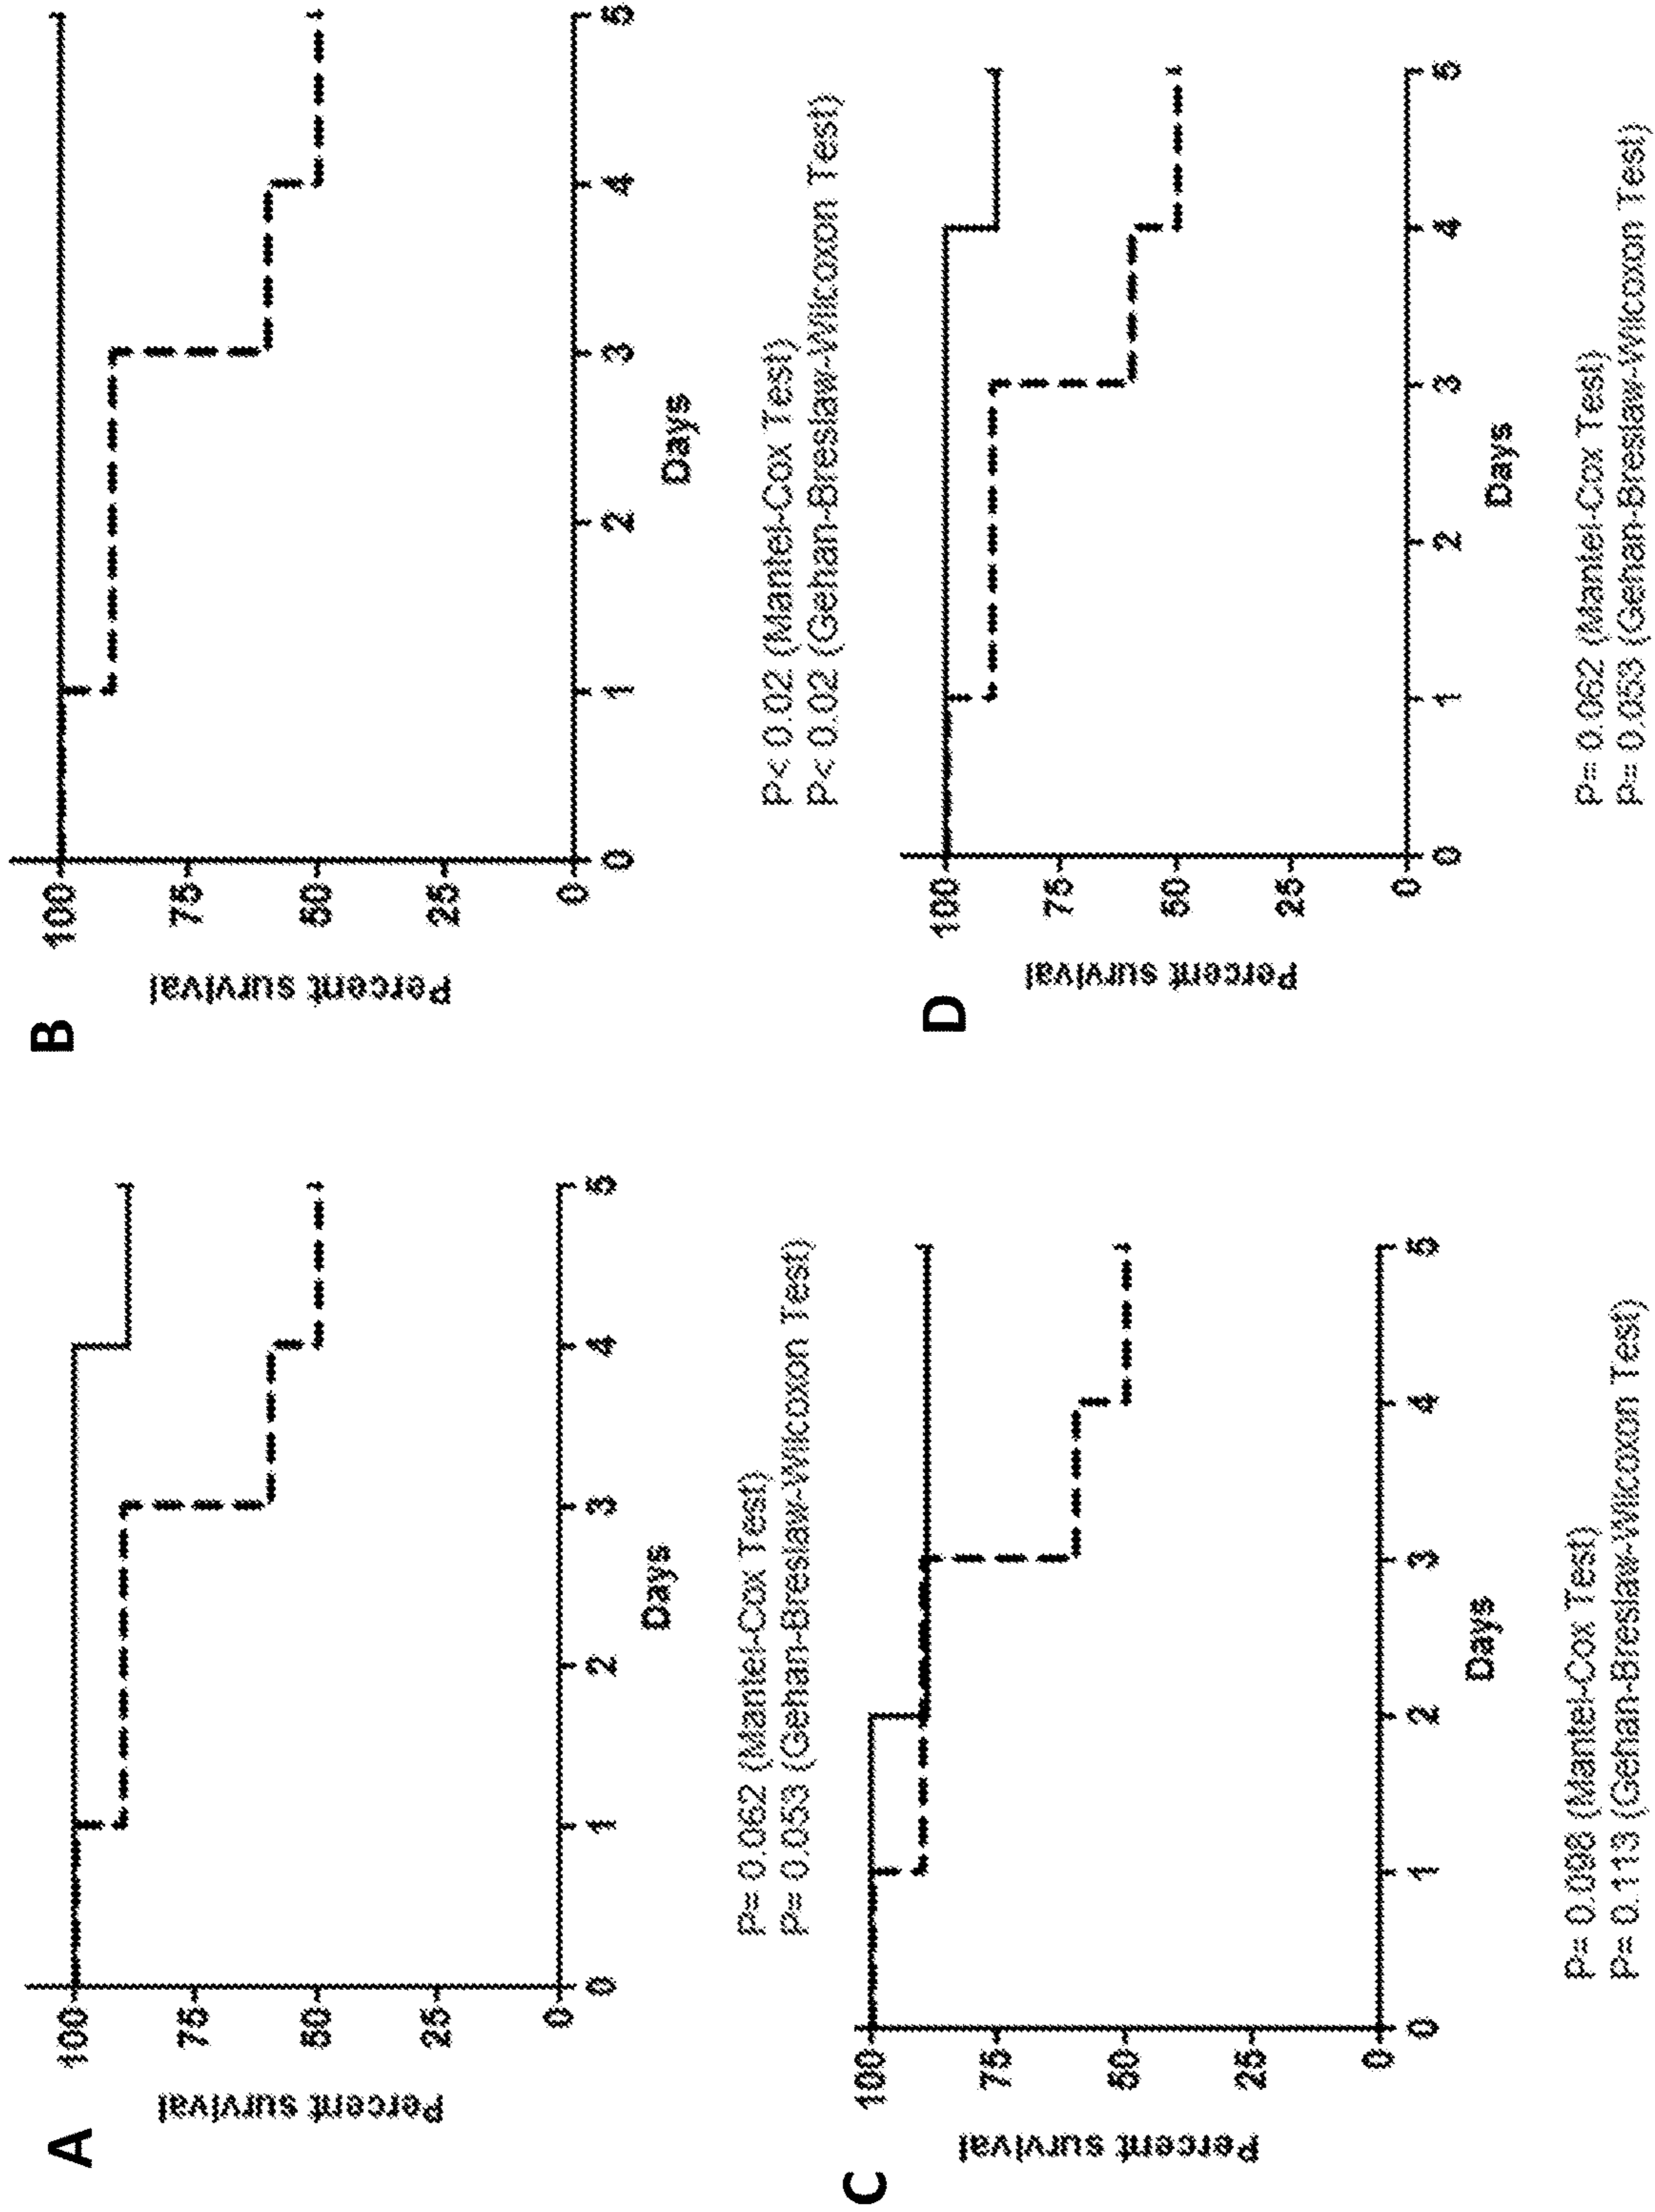 A
Percent survival
100
75
50
25
0
0 1 2 3 4 5
Days
P= 0.062 (Mantel-Cox Test)
P= 0.053 (Gehan-Breslaw-Wilcoxon Test)
B
Percent survival
100
75
50
25
0
0 1 2 3 4 5
Days
P< 0.02 (Mantel-Cox Test)
P< 0.02 (Gehan-Breslaw-Wilcoxon Test)
C
Percent survival
100
75
50
25
0
0 1 2 3 4 5
Days
P= 0.098 (Mantel-Cox Test)
P= 0.113 (Gehan-Breslaw-Wilcoxon Test)
D
Percent survival
100
75
50
25
0
0 1 2 3 4 5
Days
P= 0.062 (Mantel-Cox Test)
P= 0.053 (Gehan-Breslaw-Wilcoxon Test)